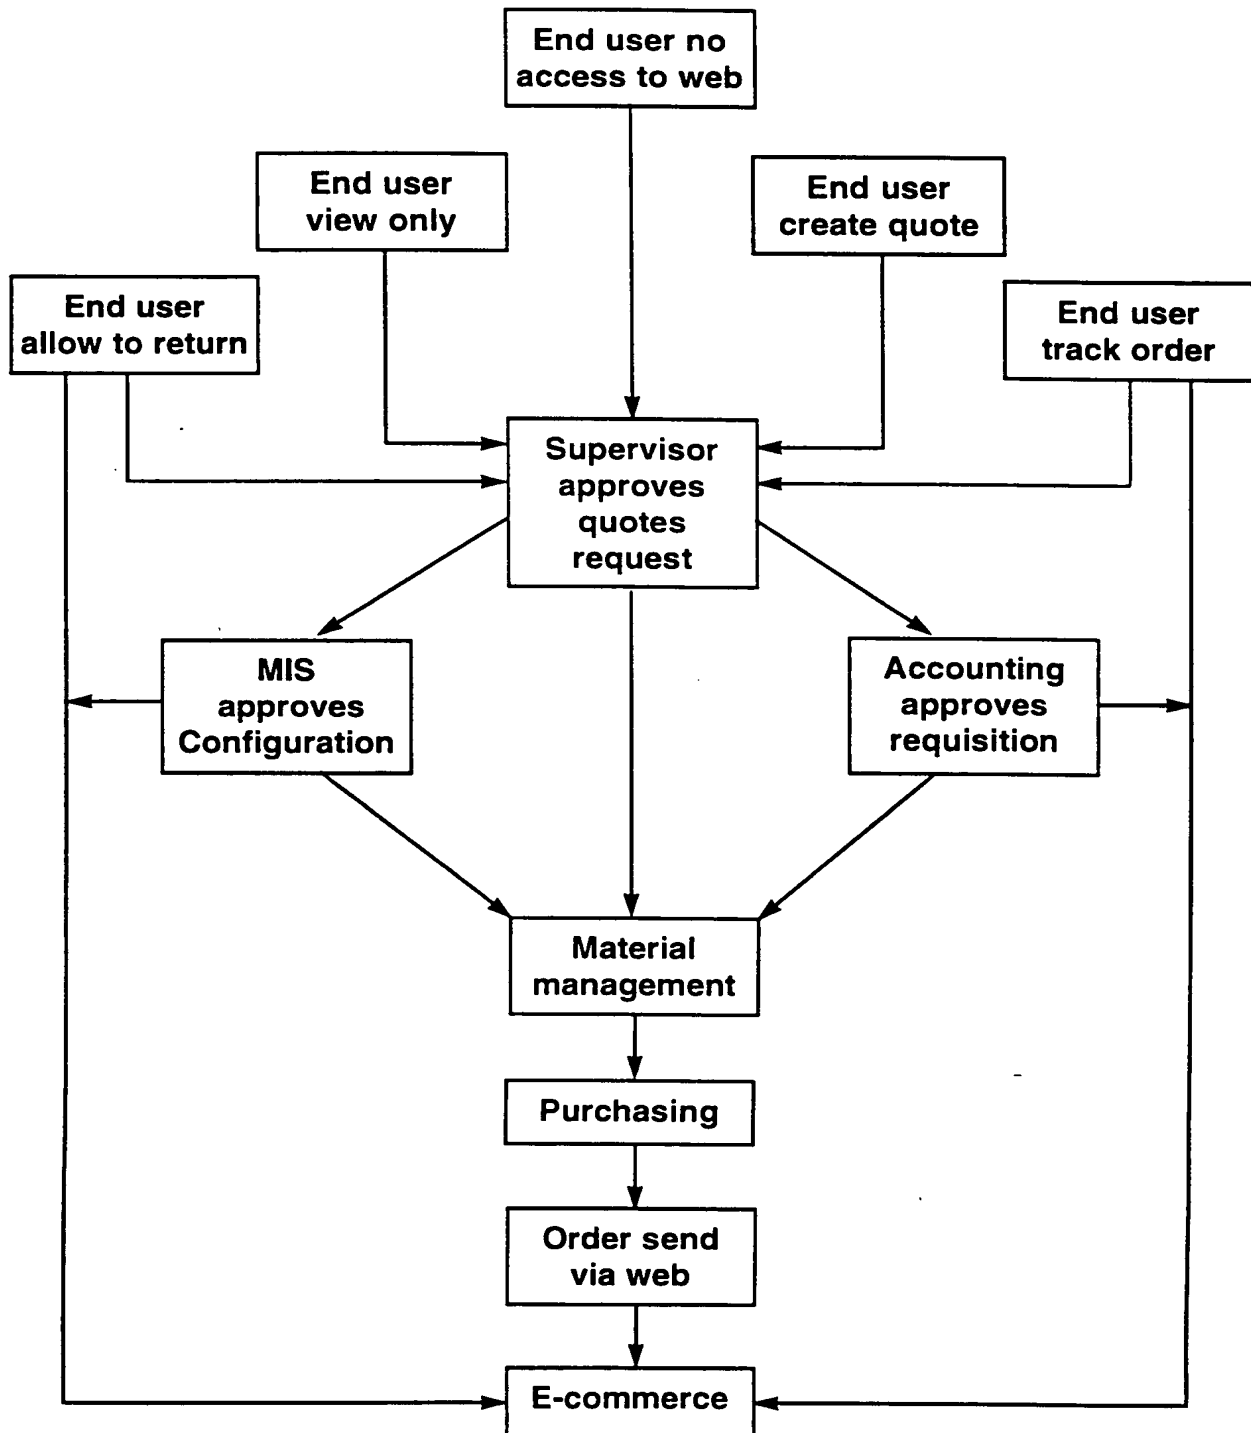 End user no
access to web
End user
view only
End user
create quote
End user
allow to return
End user
track order
Supervisor
approves
quotes
request
MIS
approves
Configuration
Accounting
approves
requisition
Material
management
Purchasing
Order send
via web
E-commerce